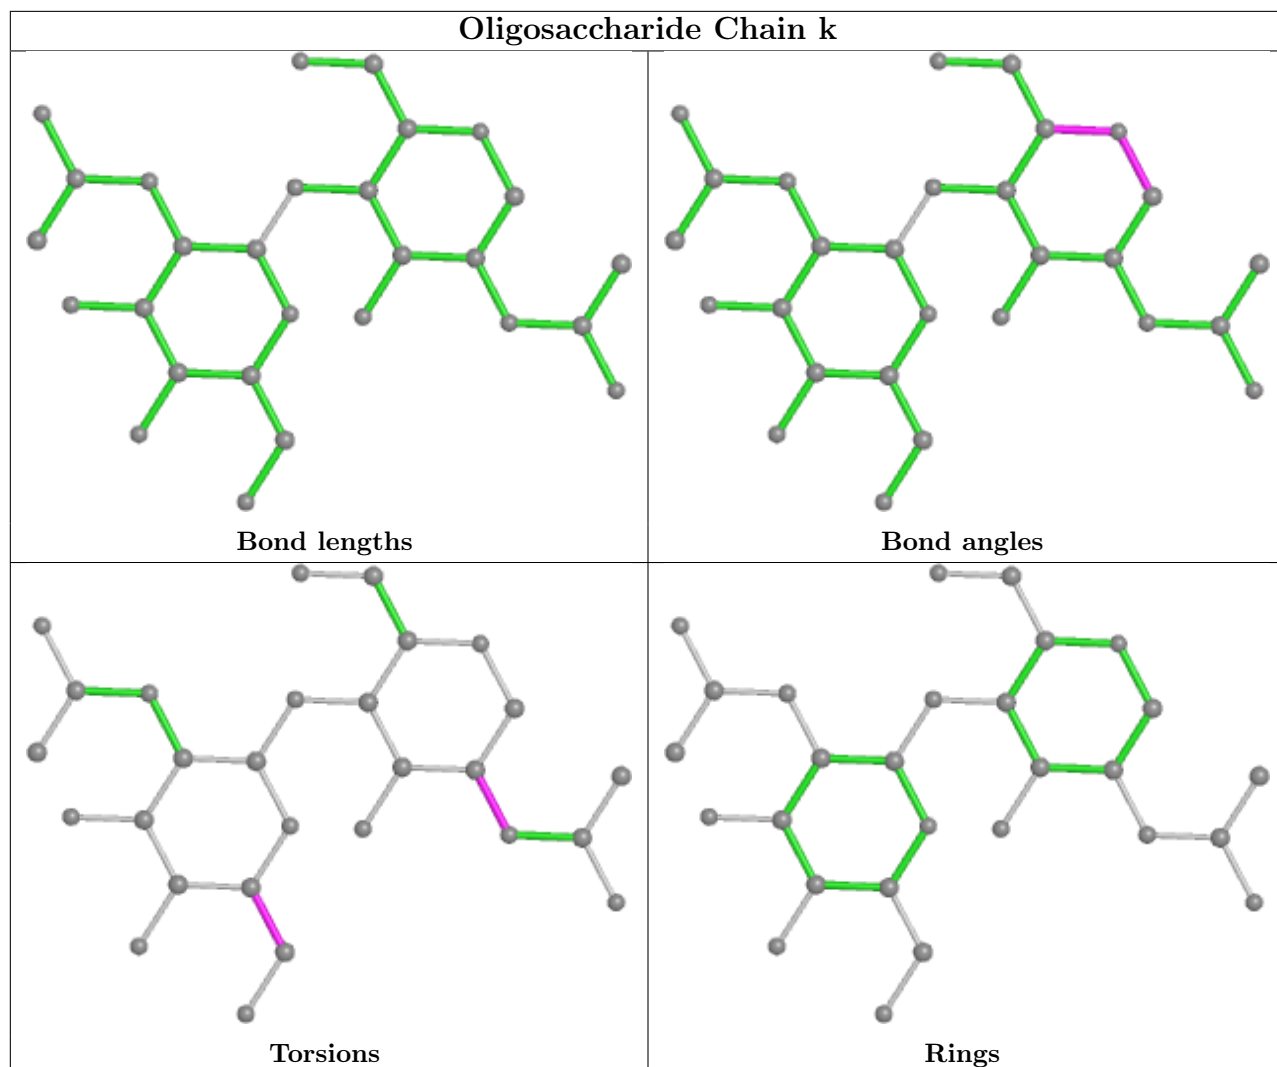 Oligosaccharide Chain k
Bond lengths
Bond angles
Torsions
Rings